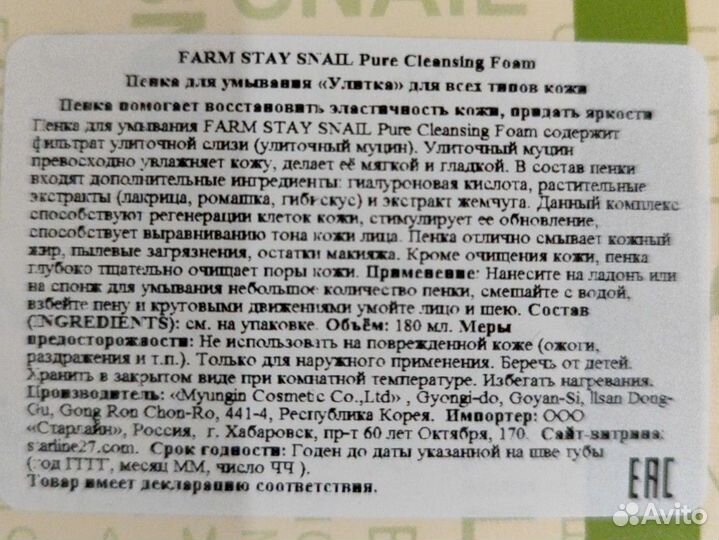 SNAIL
FARM STAY SNAIL Pure Cleansing Foam
Пенка для умывания «Улитка» для всех типов кожи
Пенка помогает восстановить эластичность кожи, придать яркости
Пенка для умывания FARM STAY SNAIL Pure Cleansing Foam содержит
фильтрат улиточной слизи (улиточный муцин). Улиточный муцин
превосходно увлажняет кожу, делает её мягкой и гладкой. В состав пенки
входят дополнительные ингредиенты: гиалуроновая кислота, растительные
экстракты (лакрица, ромашка, гибискус) и экстракт жемчуга. Данный комплекс
способствуют регенерации клеток кожи, стимулирует ее обновление,
способствует выравниванию тона кожи лица. Пенка отлично смывает кожный
жир, пылевые загрязнения, остатки макияжа. Кроме очищения кожи, пенка
глубоко тщательно очищает поры кожи. Применение: Нанесите на ладонь или
на спонж для умывания небольшое количество пенки, смешайте с водой,
взбейте пену и круговыми движениями умойте лицо и шею. Состав
(INGREDIENTS): см. на упаковке. Объём: 180 мл. Меры
предосторожности: Не использовать на поврежденной коже (ожоги,
раздражения и т.п.). Только для наружного применения. Беречь от детей.
Хранить в закрытом виде при комнатной температуре. Избегать нагревания.
Производитель: «Myungin Cosmetic Co.,Ltd» , Gyongi-do, Goyan-Si, Ilsan Dong-
Gu, Gong Ron Chon-Ro, 441-4, Республика Корея. Импортер: ООО
«Старлайн», Россия, г. Хабаровск, пр-т 60 лет Октября, 170. Сайт-витрина:
starline27.com. Срок годности: Годен до даты указанной на шве тубы
(год ГГГГ, месяц ММ, число ЧЧ ).
Товар имеет декларацию соответствия.
EAC
Avito